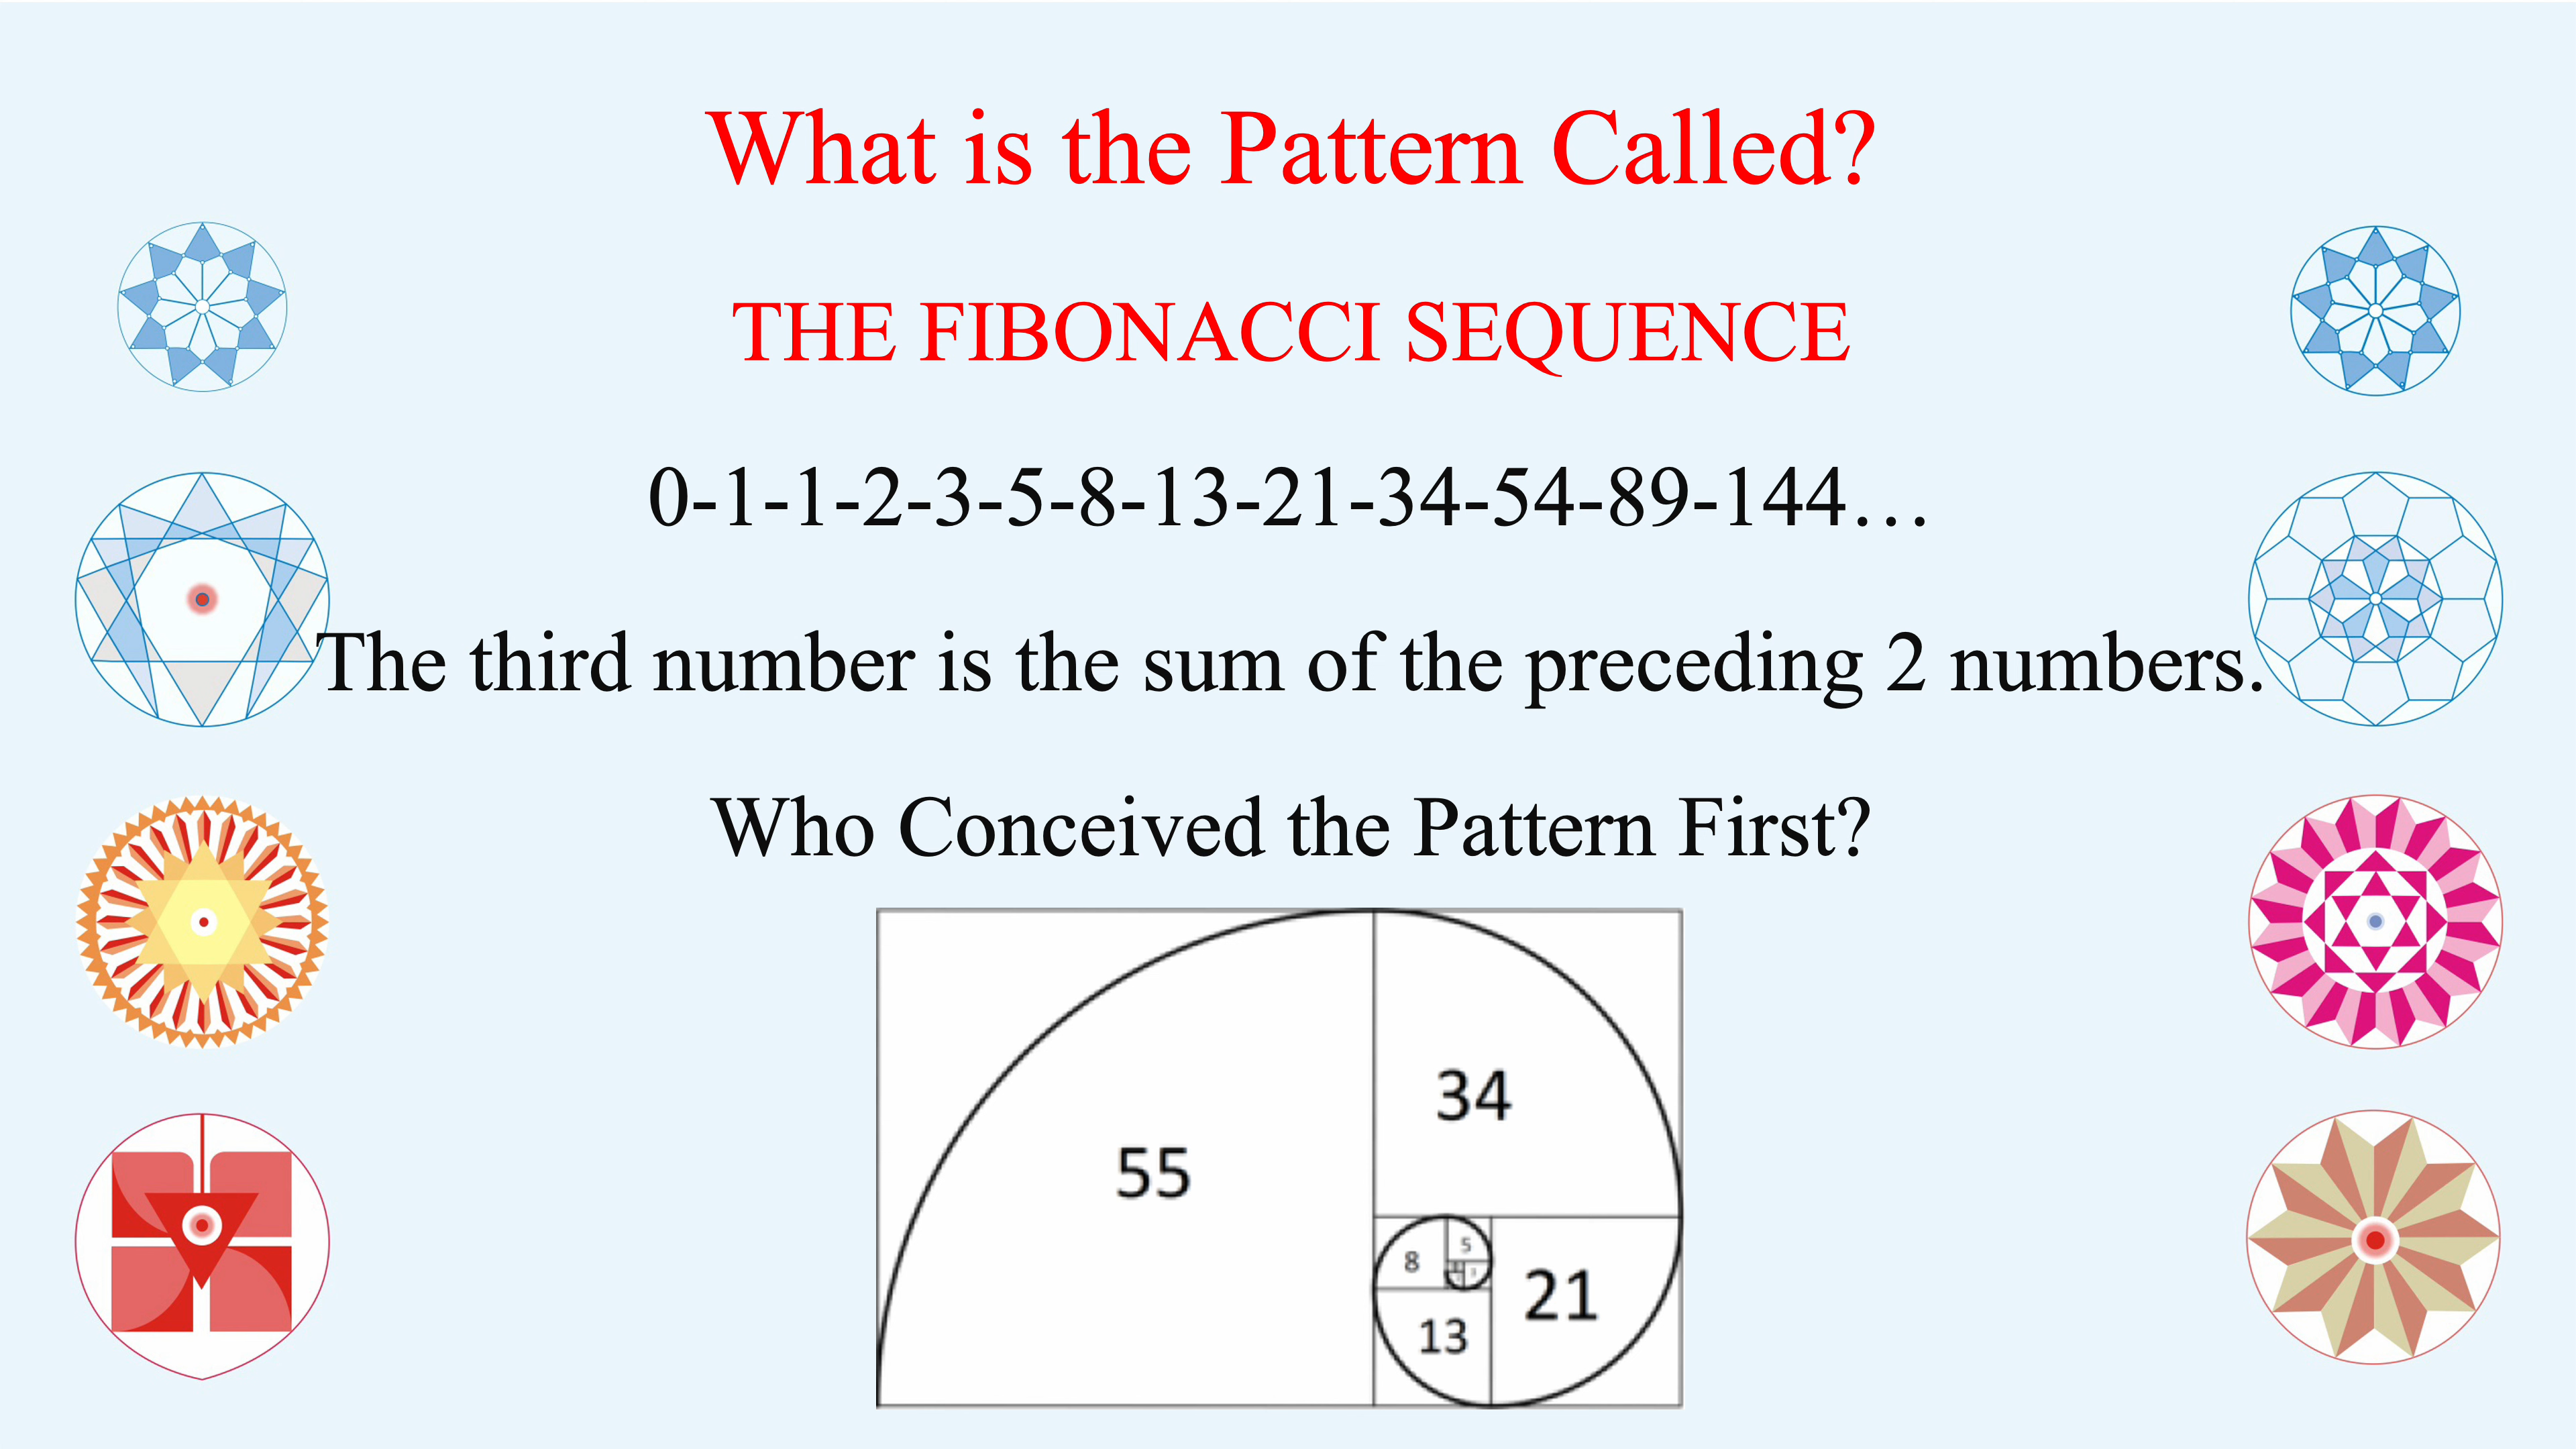 What is the Pattern Called?
THE FIBONACCI SEQUENCE
0-1-1-2-3-5-8-13-21-34-54-89-144…
The third number is the sum of the preceding 2 numbers.
Who Conceived the Pattern First?
34
55
5
8
21
13